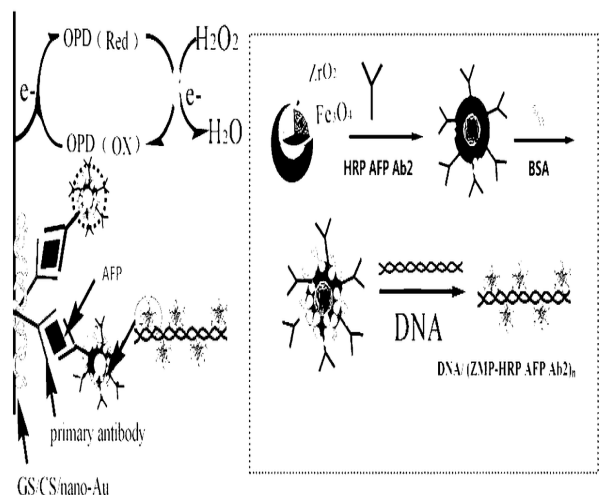 OPD (Red)
H2O2
e-
e-
OPD (OX)
H2O
AFP
primary antibody
GS/CS/nano-Au
ZrO2
Fe3O4
HRP AFP Ab2
BSA
DNA
DNA/ (ZMP-HRP AFP Ab2)n